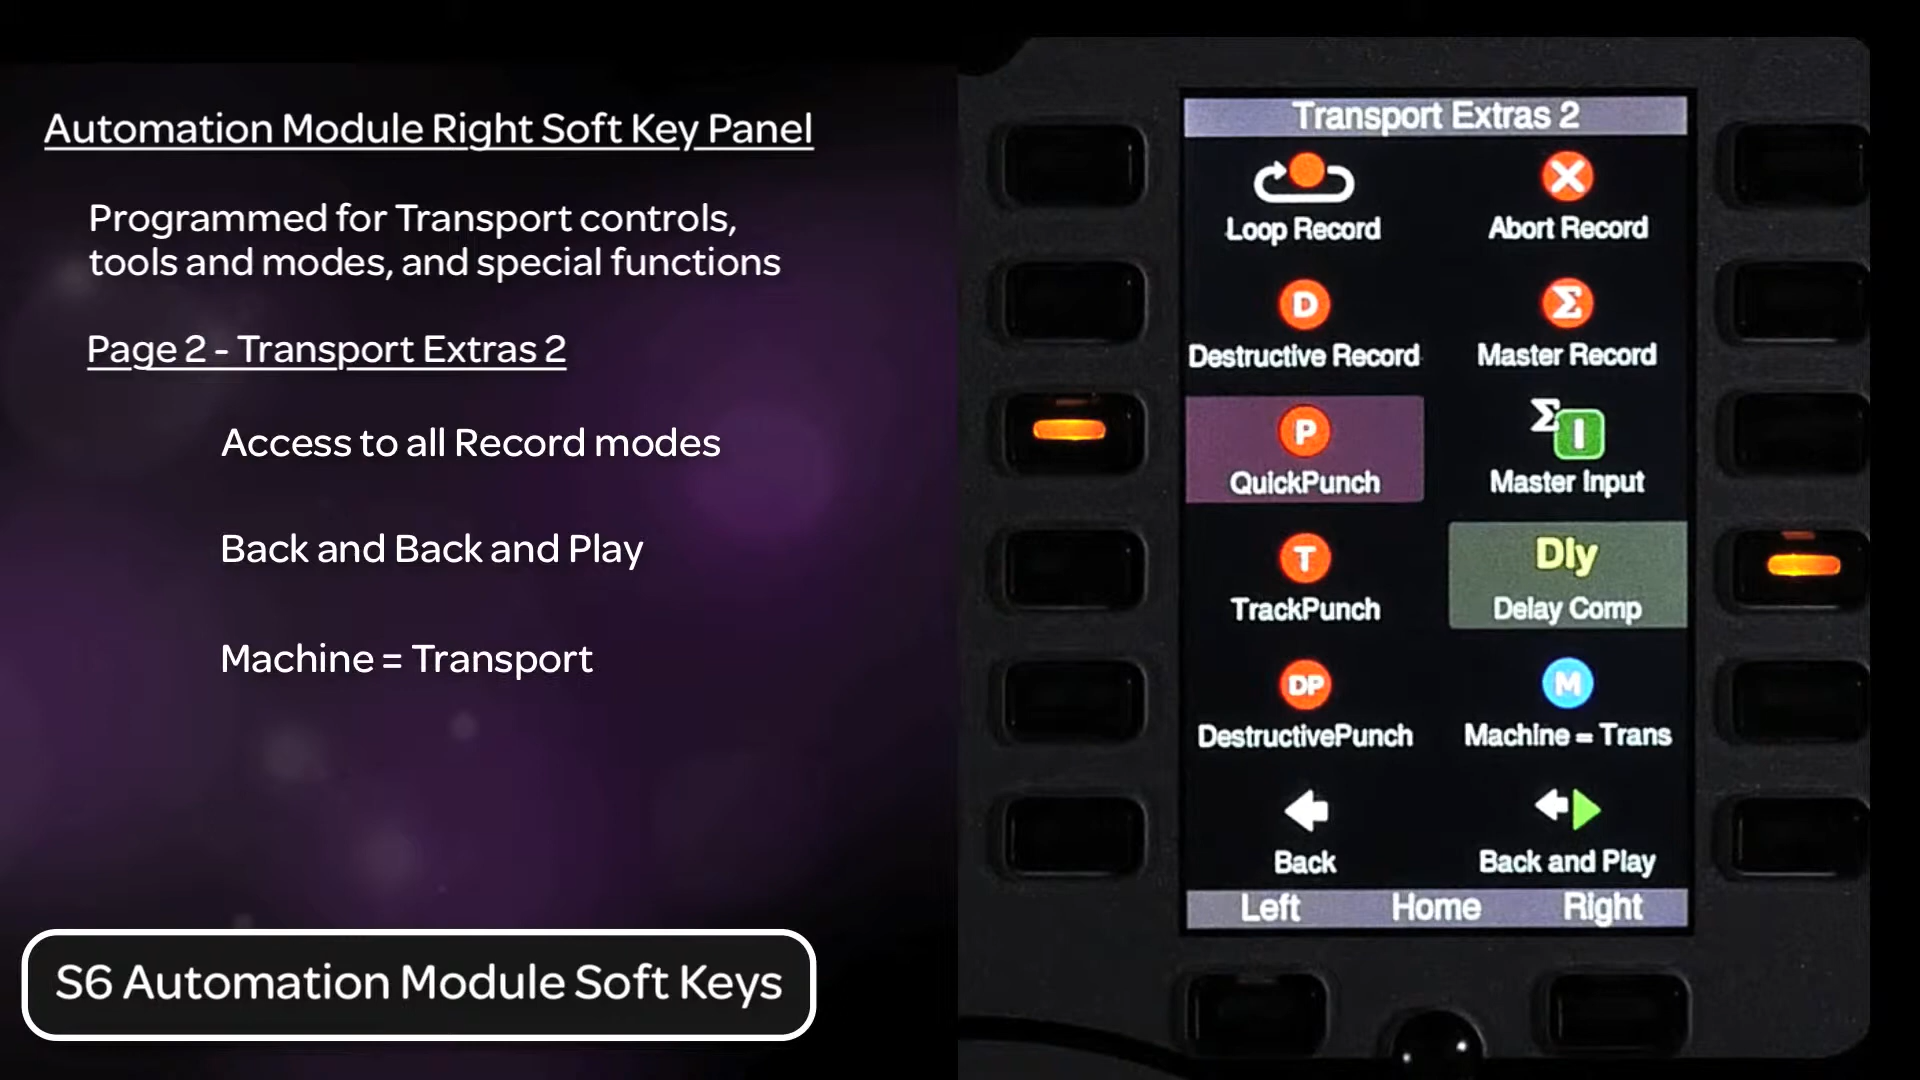 Automation Module Right Soft Key Panel
Programmed for Transport controls,
tools and modes, and special functions
Page 2 - Transport Extras 2
Access to all Record modes
Back and Back and Play
Machine = Transport
S6 Automation Module Soft Keys
Transport Extras 2
Loop Record
Abort Record
D
Destructive Record
Σ
Master Record
P
QuickPunch
Σ I
Master Input
T
TrackPunch
Dly
Delay Comp
DP
DestructivePunch
M
Machine = Trans
Back
Back and Play
Left Home Right